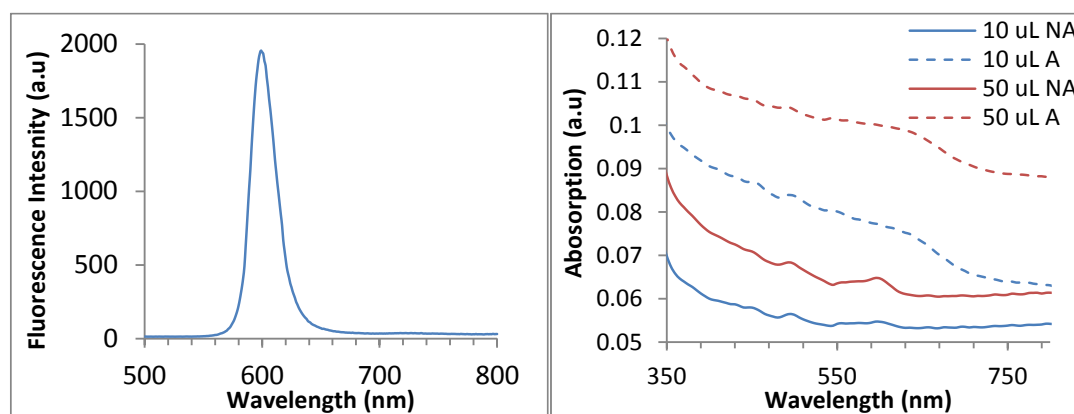 2000
1500
1000
500
0
500 600 700 800
Wavelength (nm)
Fluorescence Intesnity (a.u)
0.12
0.11
0.1
0.09
0.08
0.07
0.06
0.05
350 550 750
Wavelength (nm)
Abosorption (a.u)
10 uL NA
10 uL A
50 uL NA
50 uL A